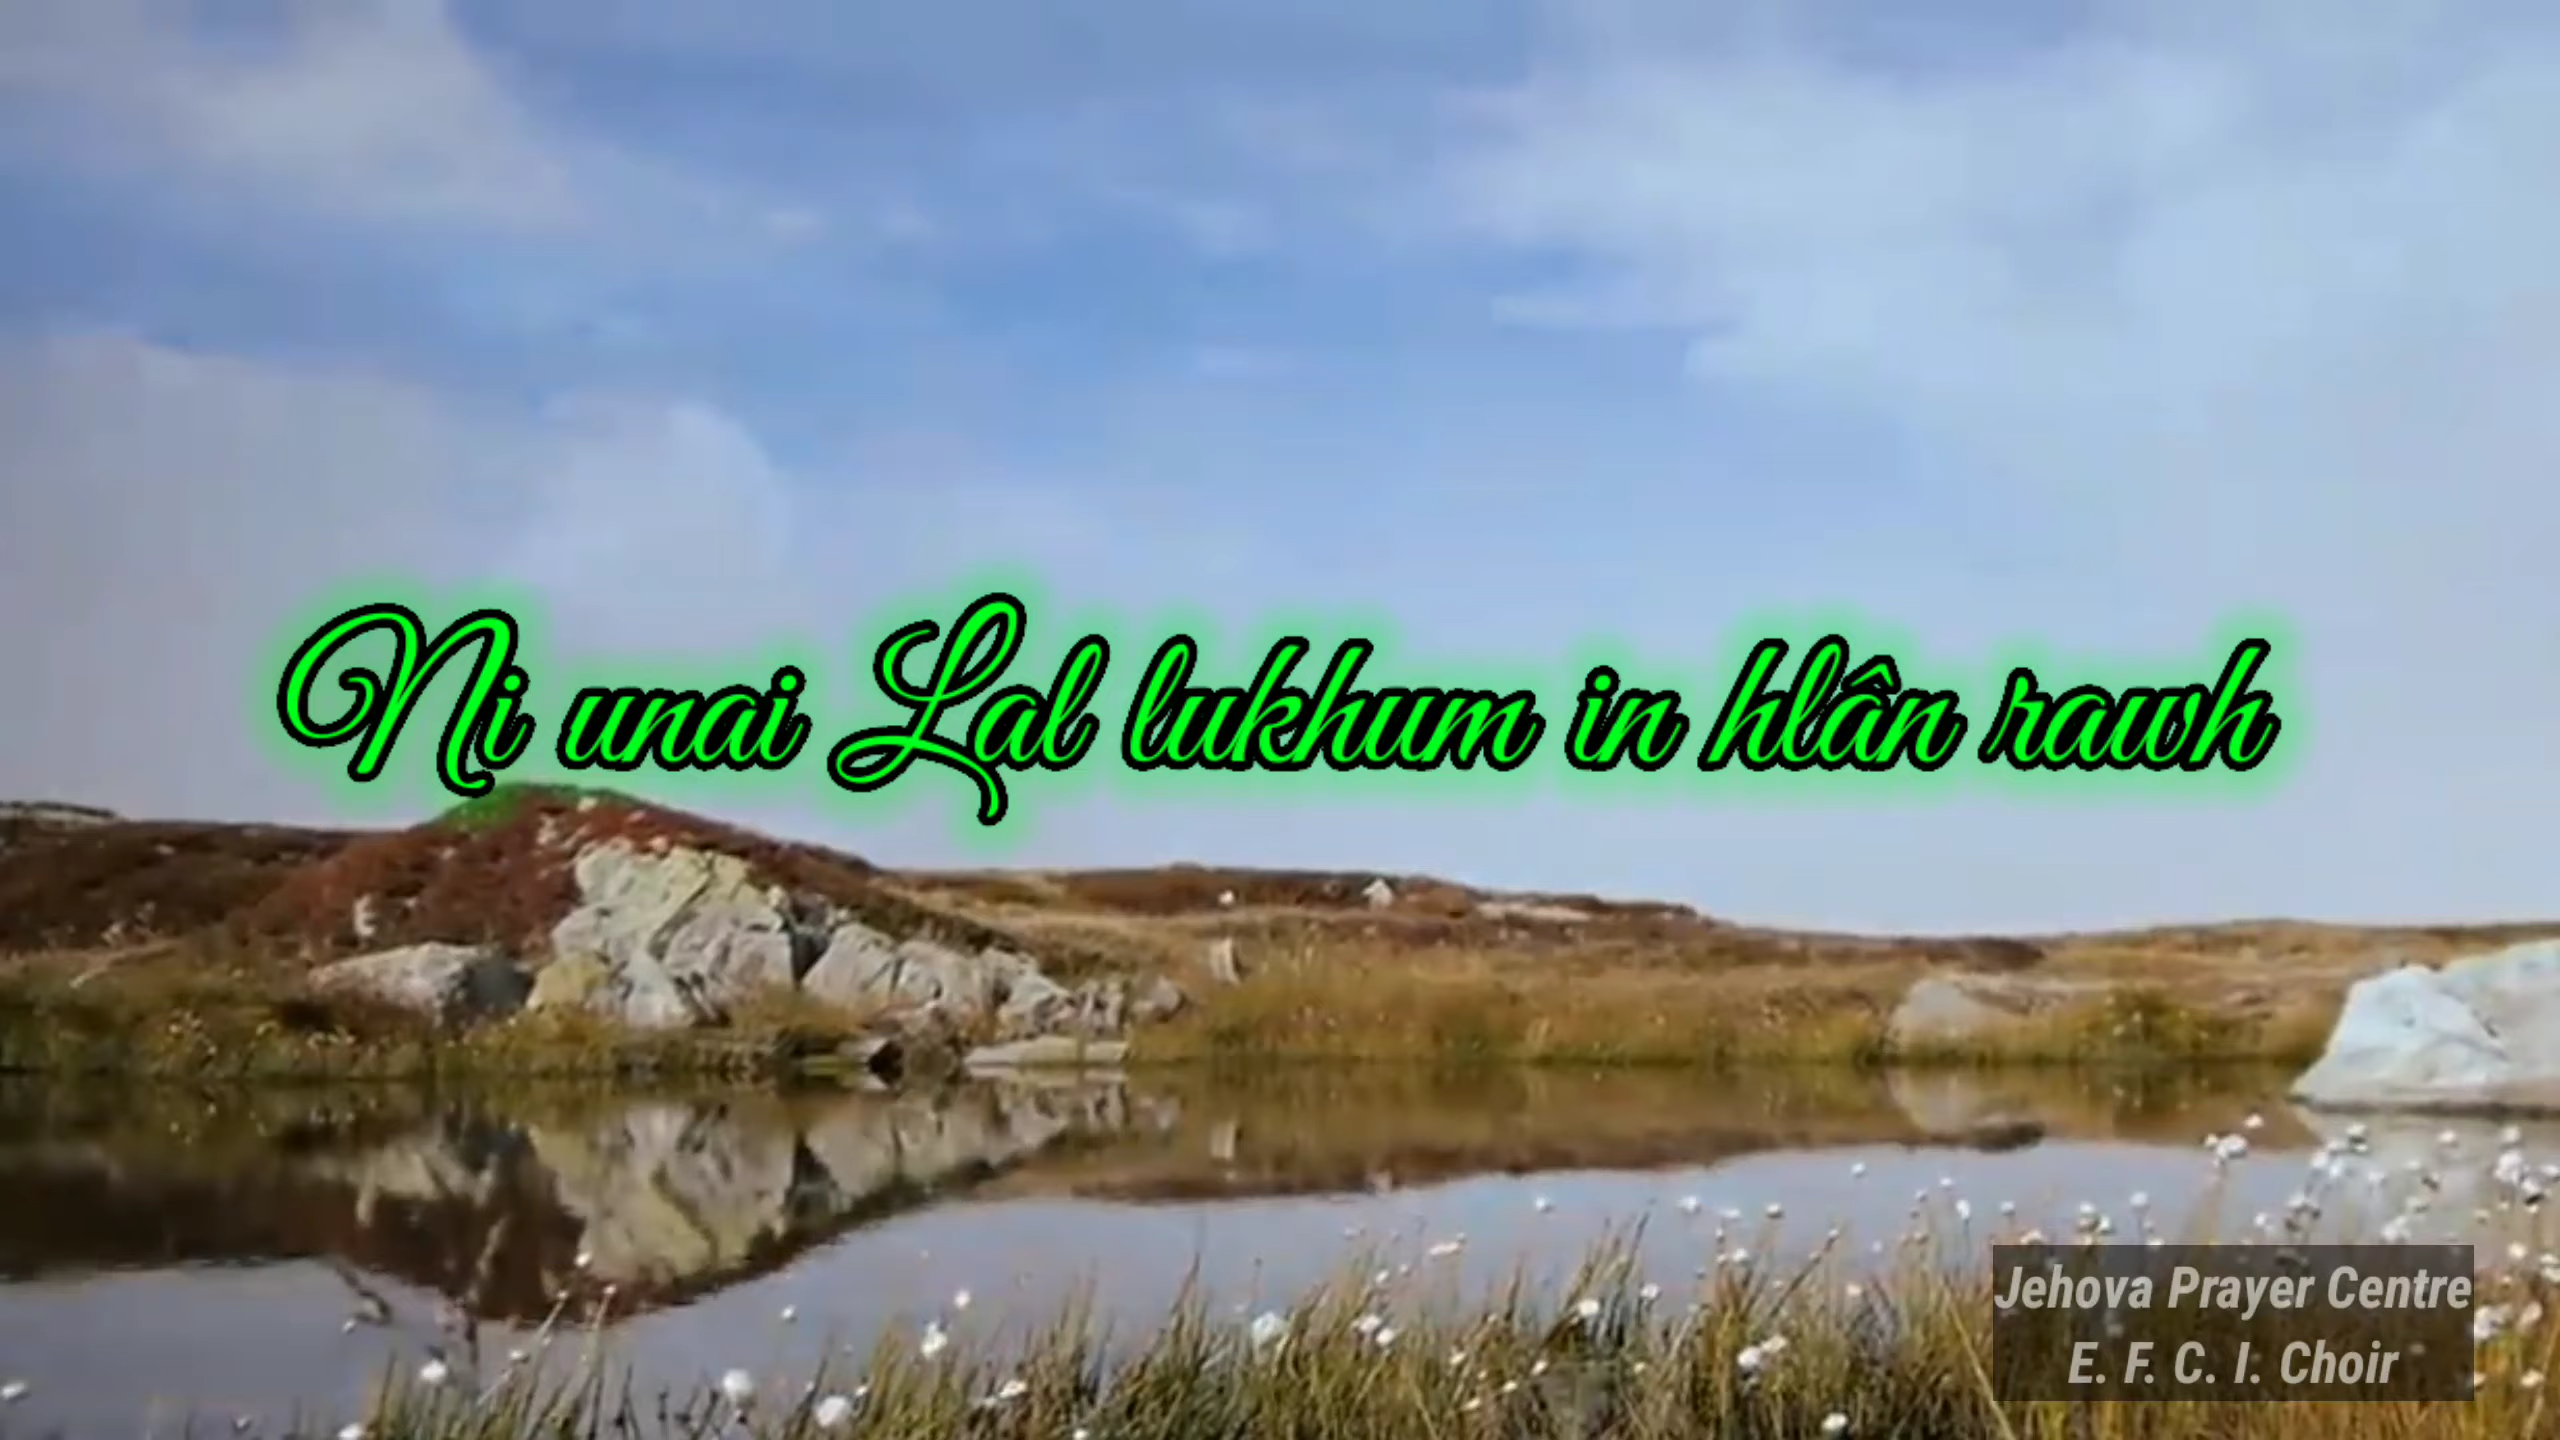 Ni unai Lal lukhum in hlân rawh
Jehova Prayer Centre
E. F. C. I. Choir